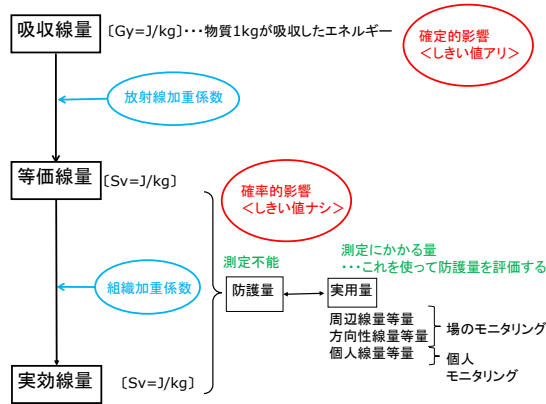 吸収線量
〔Gy=J/kg〕･･･物質1kgが吸収したエネルギー
確定的影響
＜しきい値アリ＞
放射線加重係数
等価線量
〔Sv=J/kg〕
確率的影響
＜しきい値ナシ＞
測定不能
測定にかかる量
･･･これを使って防護量を評価する
組織加重係数
防護量
実用量
周辺線量等量
方向性線量等量
個人線量等量
場のモニタリング
個人
モニタリング
実効線量
〔Sv=J/kg〕